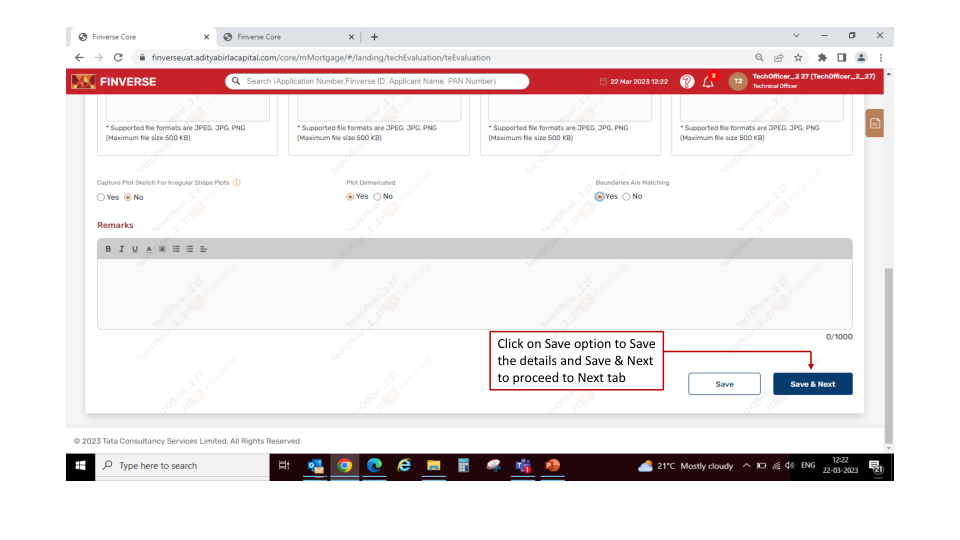 Finverse Core
Finverse Core
finverseuat.adityabirlacapital.com/core/mMortgage/#/landing/techEvaluation/teEvaluation
FINVERSE
Search (Application Number,Finverse ID, Applicant Name, PAN Number)
22 Mar 2023 12:22
2
T2
TechOfficer_2 27 (TechOfficer_2_27)
Technical Officer
* Supported file formats are JPEG, JPG, PNG
(Maximum file size 500 KB)
* Supported file formats are JPEG, JPG, PNG
(Maximum file size 500 KB)
* Supported file formats are JPEG, JPG, PNG
(Maximum file size 500 KB)
* Supported file formats are JPEG, JPG, PNG
(Maximum file size 500 KB)
Capture Plot Sketch For Irregular Shape Plots
Yes No
Plot Demarcated
Yes No
Boundaries Are Matching
Yes No
Remarks
B I U A A
0/1000
Click on Save option to Save
the details and Save & Next
to proceed to Next tab
Save
Save & Next
© 2023 Tata Consultancy Services Limited. All Rights Reserved
Type here to search
21°C Mostly cloudy
ENG
12:22
22-03-2023
21